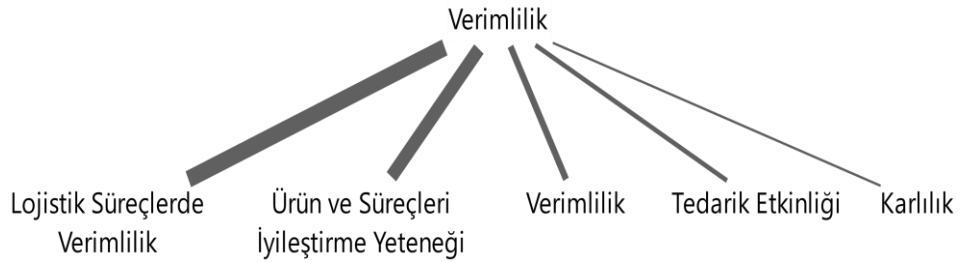 Verimlilik
Lojistik Süreçlerde
Verimlilik
Ürün ve Süreçleri
İyileştirme Yeteneği
Verimlilik
Tedarik Etkinliği
Karlılık